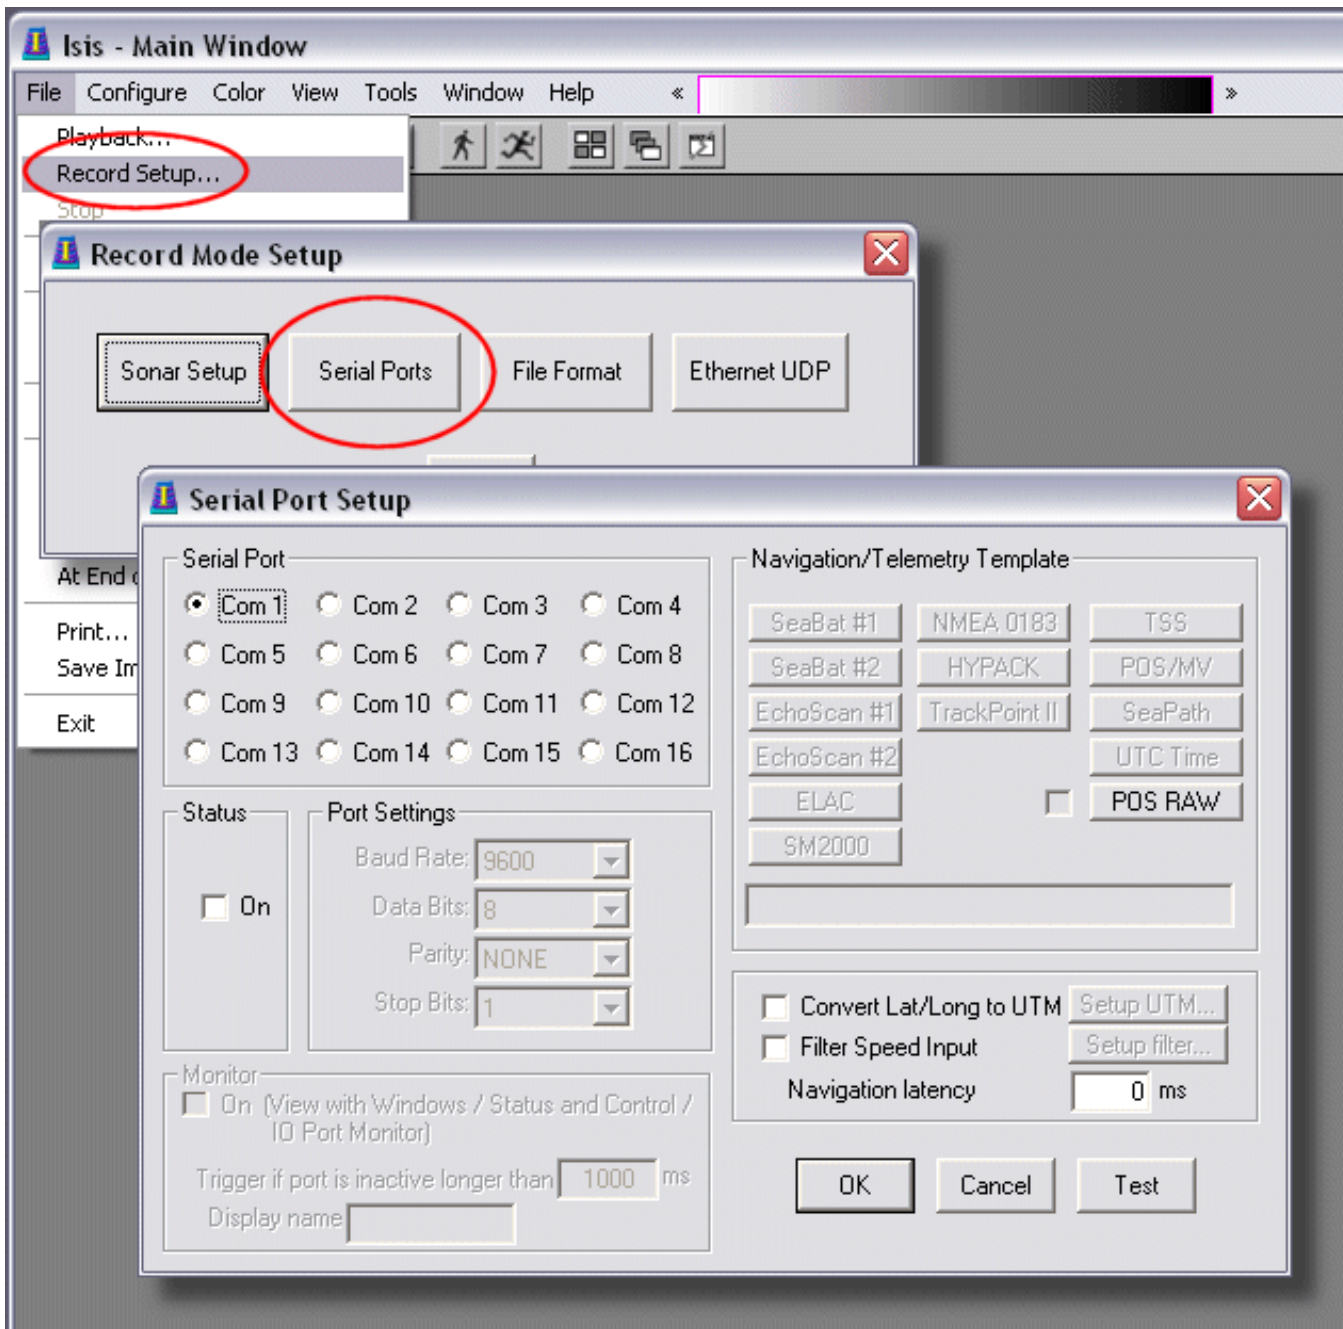 Isis - Main Window
File Configure Color View Tools Window Help « »
Playback...
Record Setup...
Stop
Record Mode Setup
Sonar Setup Serial Ports File Format Ethernet UDP
Serial Port Setup
At End
Print...
Save Im
Exit
Serial Port
Com 1 Com 2 Com 3 Com 4
Com 5 Com 6 Com 7 Com 8
Com 9 Com 10 Com 11 Com 12
Com 13 Com 14 Com 15 Com 16
Status
On
Port Settings
Baud Rate: 9600
Data Bits: 8
Parity: NONE
Stop Bits: 1
Monitor
On (View with Windows / Status and Control /
IO Port Monitor)
Trigger if port is inactive longer than 1000 ms
Display name
Navigation/Telemetry Template
SeaBat #1 NMEA 0183 TSS
SeaBat #2 HYPACK POS/MV
EchoScan #1 TrackPoint II SeaPath
EchoScan #2 UTC Time
ELAC POS RAW
SM2000
Convert Lat/Long to UTM Setup UTM...
Filter Speed Input Setup filter...
Navigation latency 0 ms
OK Cancel Test